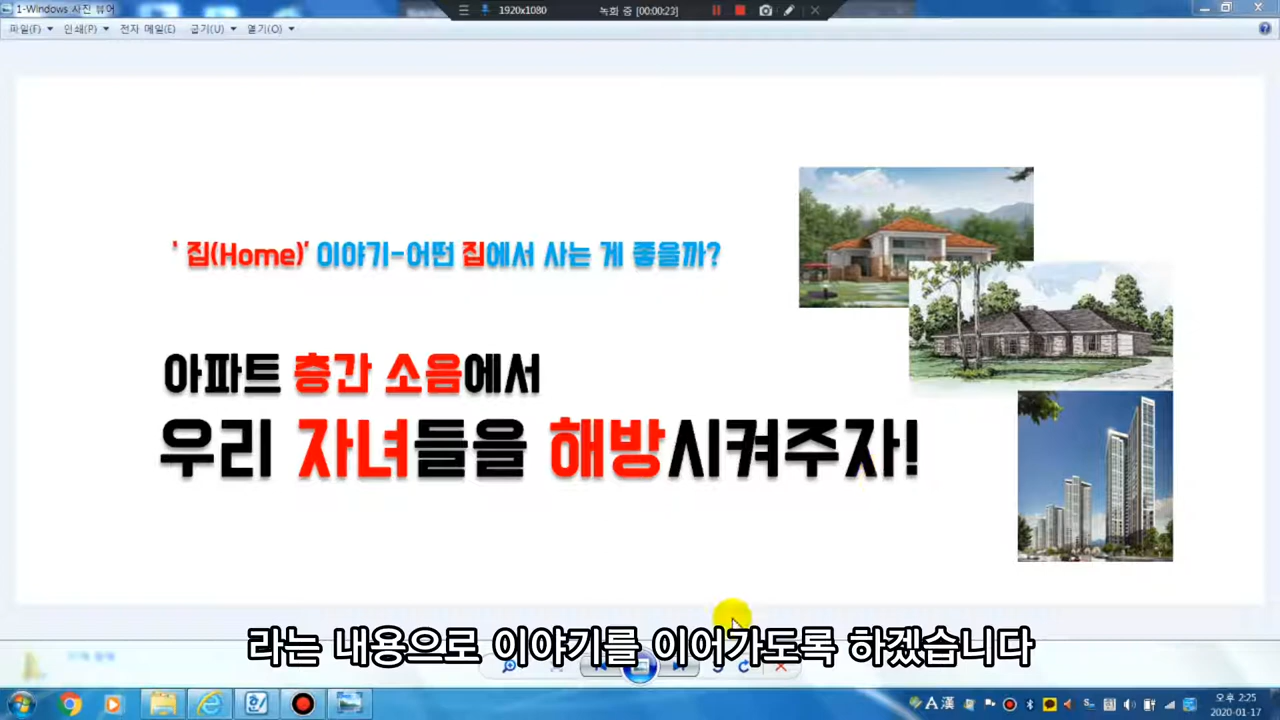 1-Windows 사진 뷰어
1920x1080
녹회 중 [00:00:23]
파일(F)
인쇄(P)
전자 메일(E)
굽기(U)
열기(O)
' 집(Home)' 이야기-어떤 집에서 사는 게 좋을까?
아파트 층간 소음에서
우리 자녀들을 해방시켜주자!
라는 내용으로 이야기를 이어가도록 하겠습니다
A 漢
오후 2:25
2020-01-17